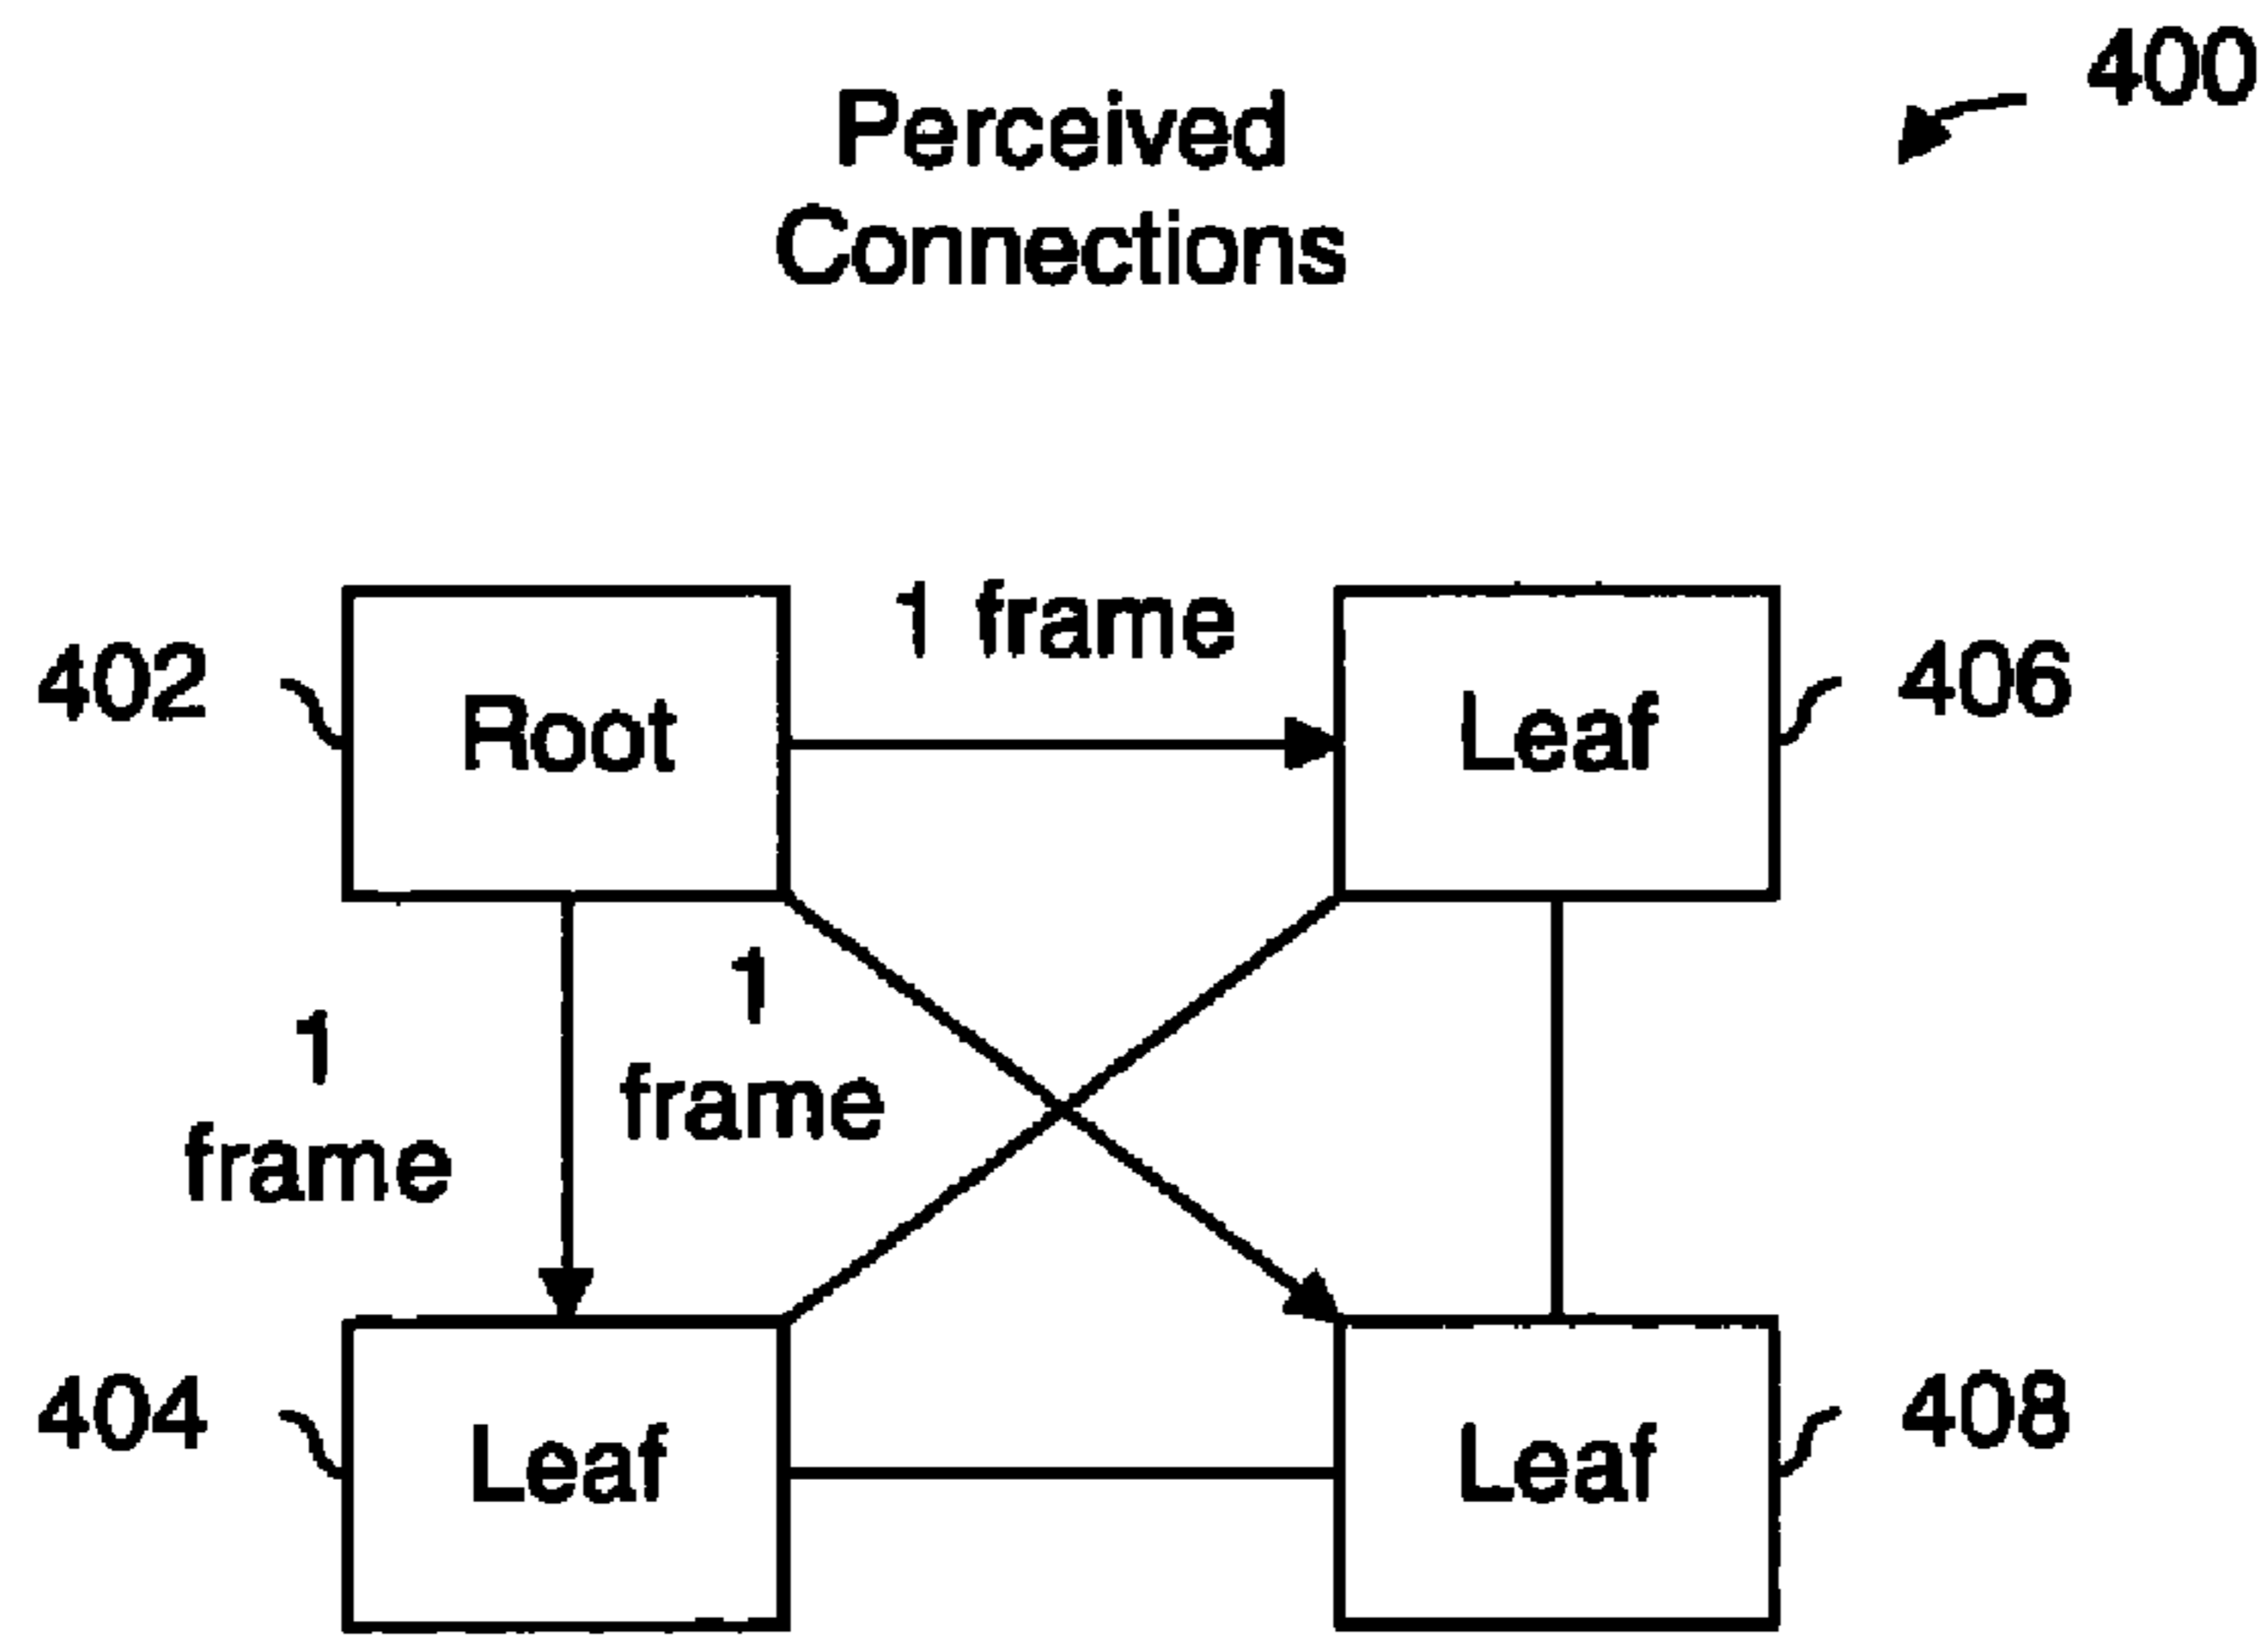 400
Perceived
Connections
1 frame
402
Root
Leaf
406
1
frame
1
frame
404
Leaf
Leaf
408